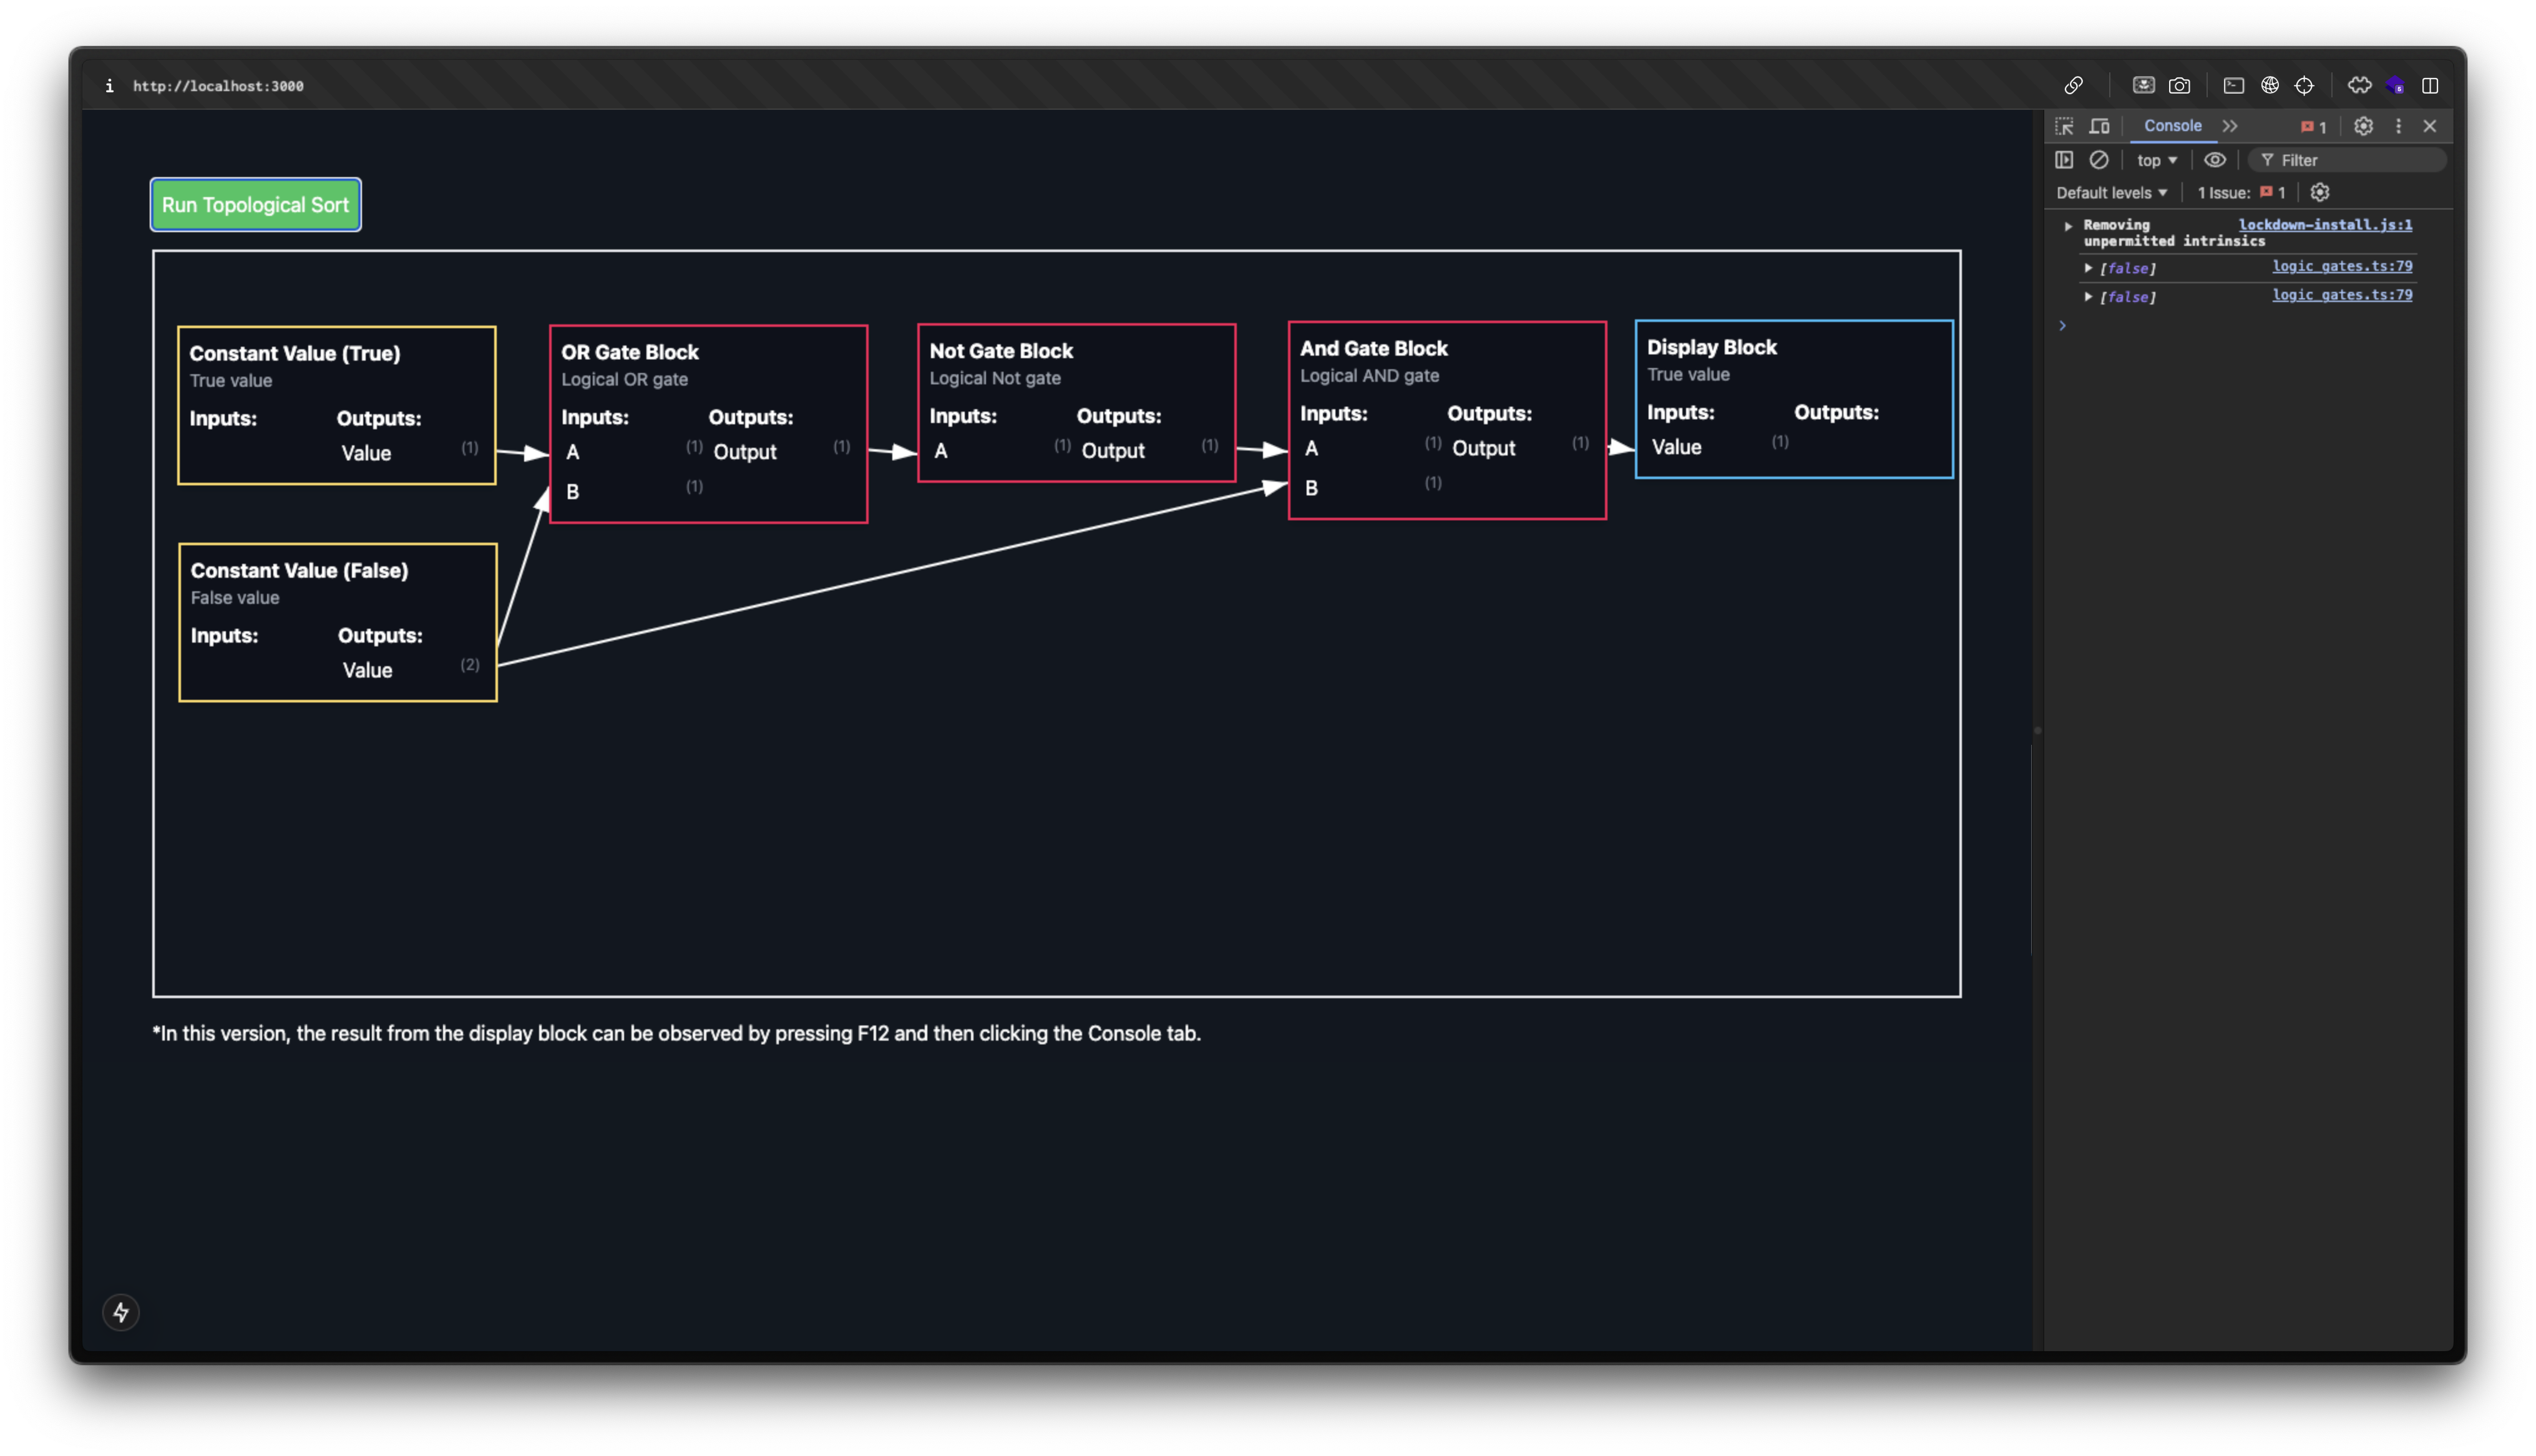 i http://localhost:3000
Run Topological Sort
Constant Value (True)
True value
Inputs: Outputs:
Value (1)
OR Gate Block
Logical OR gate
Inputs: Outputs:
A (1) Output (1)
B (1)
Not Gate Block
Logical Not gate
Inputs: Outputs:
A (1) Output (1)
And Gate Block
Logical AND gate
Inputs: Outputs:
A (1) Output (1)
B (1)
Display Block
True value
Inputs: Outputs:
Value (1)
Constant Value (False)
False value
Inputs: Outputs:
Value (2)
*In this version, the result from the display block can be observed by pressing F12 and then clicking the Console tab.
Console 1
top Filter
Default levels 1 Issue: 1
Removing lockdown-install.js:1
unpermitted intrinsics
[false] logic_gates.ts:79
[false] logic_gates.ts:79